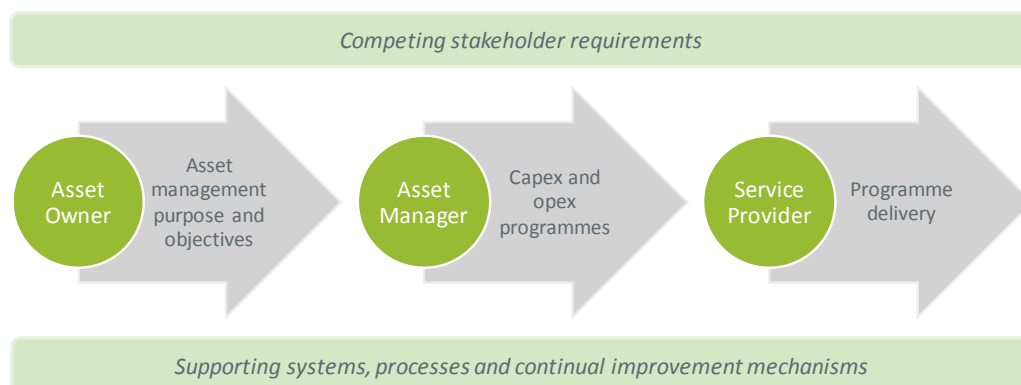 Competing stakeholder requirements
Asset
Owner
Asset
management
purpose and
objectives
Asset
Manager
Capex and
opex
programmes
Service
Provider
Programme
delivery
Supporting systems, processes and continual improvement mechanisms